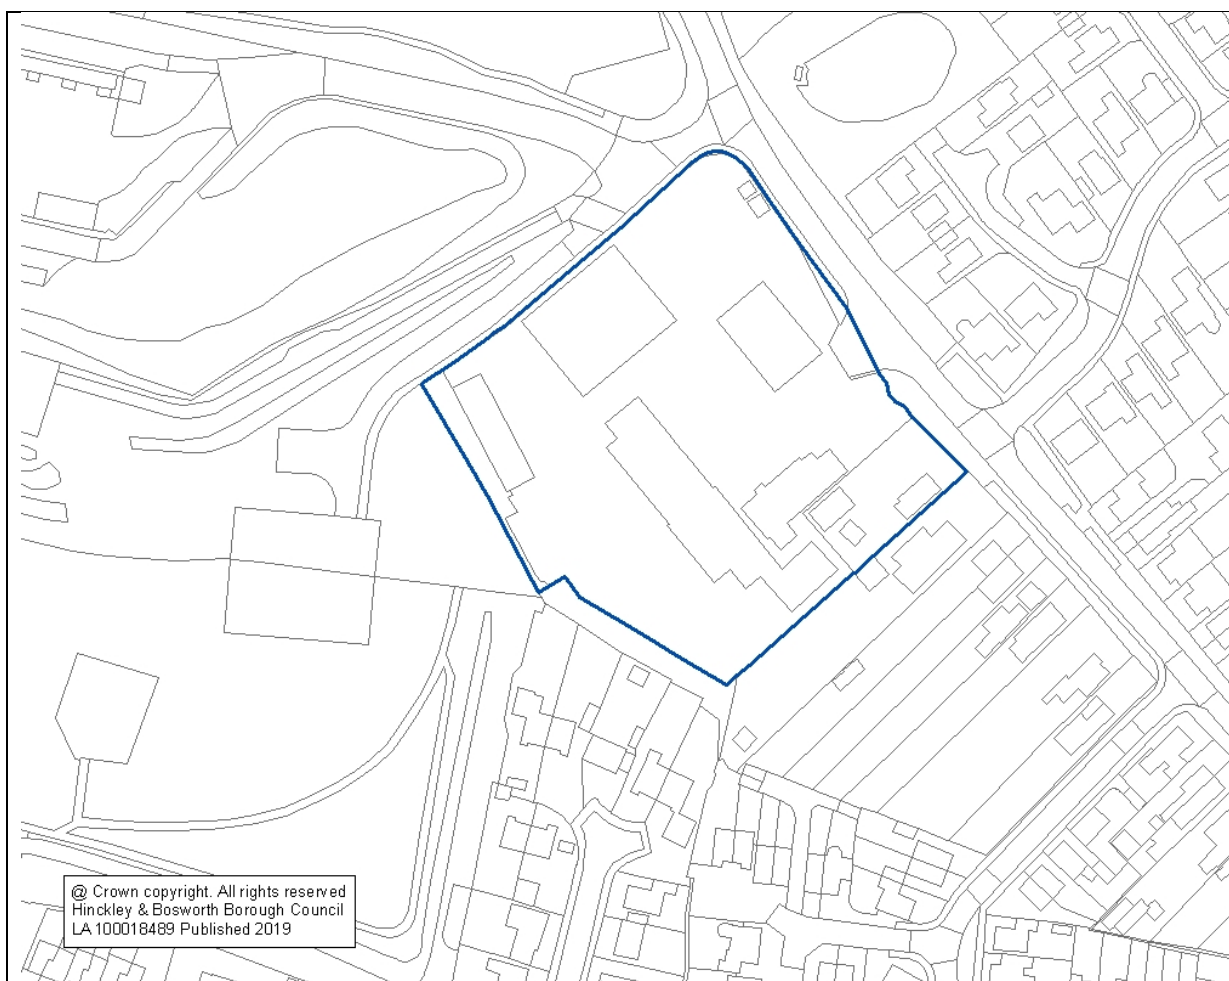 @ Crown copyright. All rights reserved
Hinckley & Bosworth Borough Council
LA 100018489 Published 2019